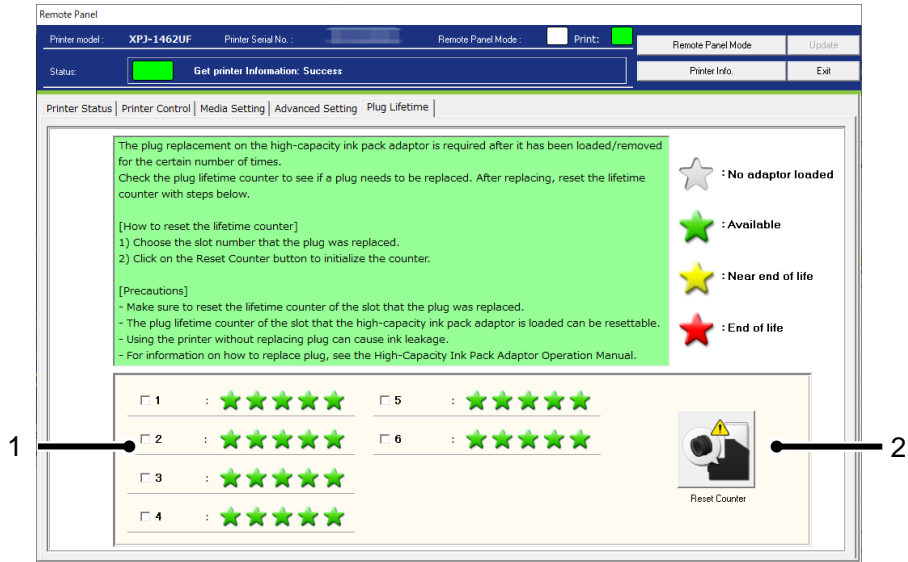 Remote Panel
Printer model : XPJ-1462UF Printer Serial No. : Remote Panel Mode : Print:
Remote Panel Mode Update
Status: Get printer Information: Success
Printer Info. Exit
Printer Status Printer Control Media Setting Advanced Setting Plug Lifetime
The plug replacement on the high-capacity ink pack adaptor is required after it has been loaded/removed
for the certain number of times.
Check the plug lifetime counter to see if a plug needs to be replaced. After replacing, reset the lifetime
counter with steps below.
[How to reset the lifetime counter]
1) Choose the slot number that the plug was replaced.
2) Click on the Reset Counter button to initialize the counter.
[Precautions]
- Make sure to reset the lifetime counter of the slot that the plug was replaced.
- The plug lifetime counter of the slot that the high-capacity ink pack adaptor is loaded can be resettable.
- Using the printer without replacing plug can cause ink leakage.
- For information on how to replace plug, see the High-Capacity Ink Pack Adaptor Operation Manual.
: No adaptor loaded
: Available
: Near end of life
: End of life
1 :
2 :
3 :
4 :
5 :
6 :
Reset Counter
1
2